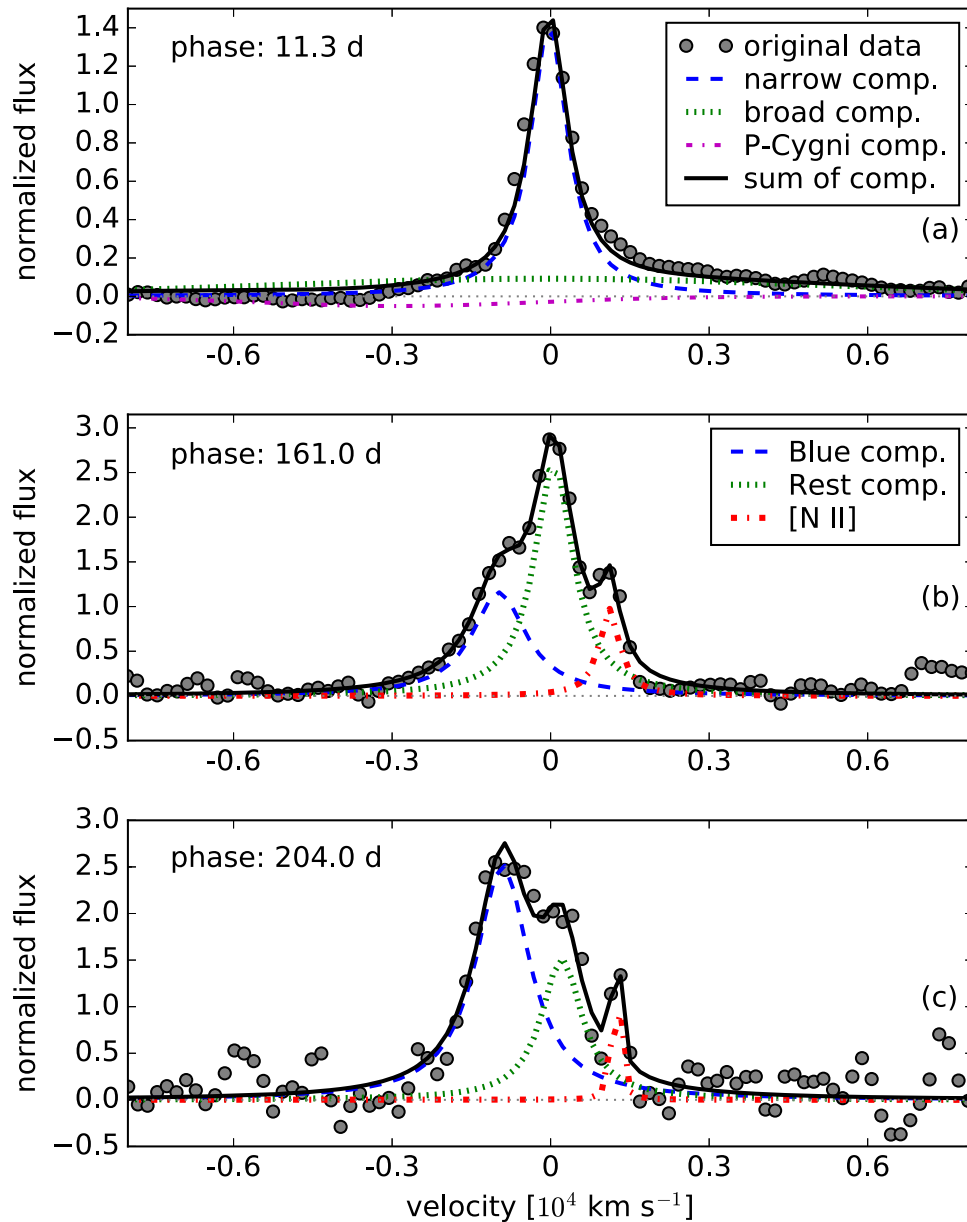 phase: 11.3 d
original data
narrow comp.
broad comp.
P-Cygni comp.
sum of comp.
(a)
normalized flux
1.4
1.2
1.0
0.8
0.6
0.4
0.2
0.0
−0.2
-0.6
-0.3
0
0.3
0.6
phase: 161.0 d
Blue comp.
Rest comp.
[N II]
(b)
normalized flux
3.0
2.5
2.0
1.5
1.0
0.5
0.0
−0.5
-0.6
-0.3
0
0.3
0.6
phase: 204.0 d
(c)
normalized flux
3.0
2.5
2.0
1.5
1.0
0.5
0.0
−0.5
-0.6
-0.3
0
0.3
0.6
velocity [10⁴ km s⁻¹]